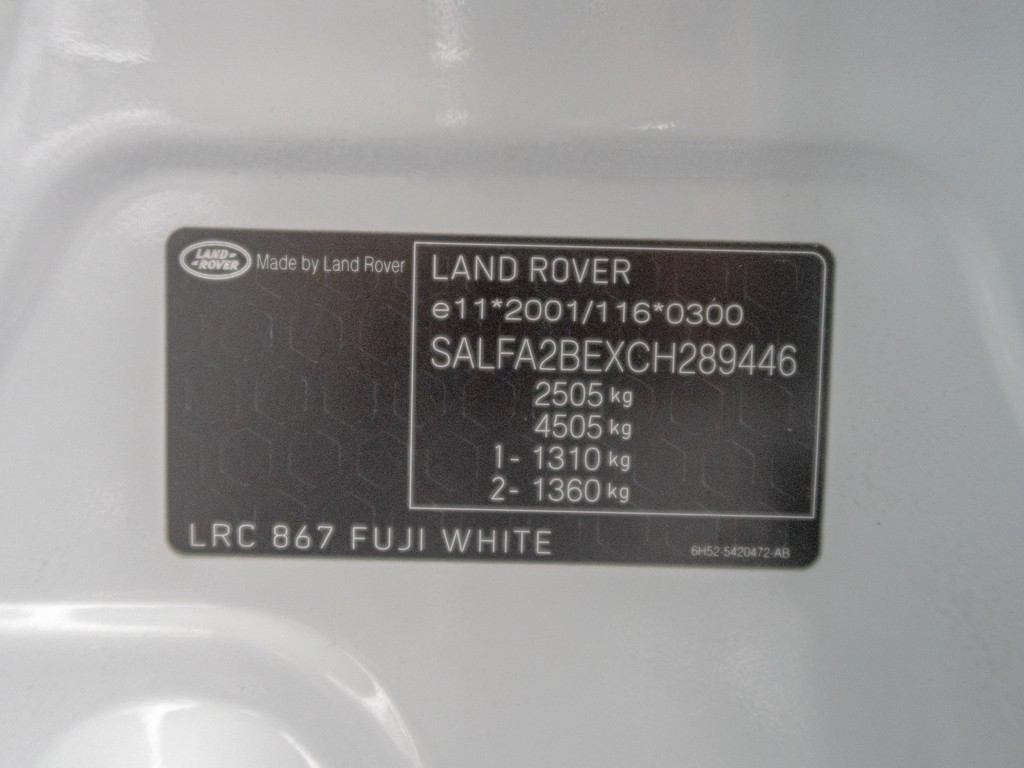 LAND ROVER
Made by Land Rover
LAND ROVER
e11*2001/116*0300
SALFA2BEXCH289446
2505 kg
4505 kg
1- 1310 kg
2- 1360 kg
LRC 867 FUJI WHITE
6H52-5420472-AB